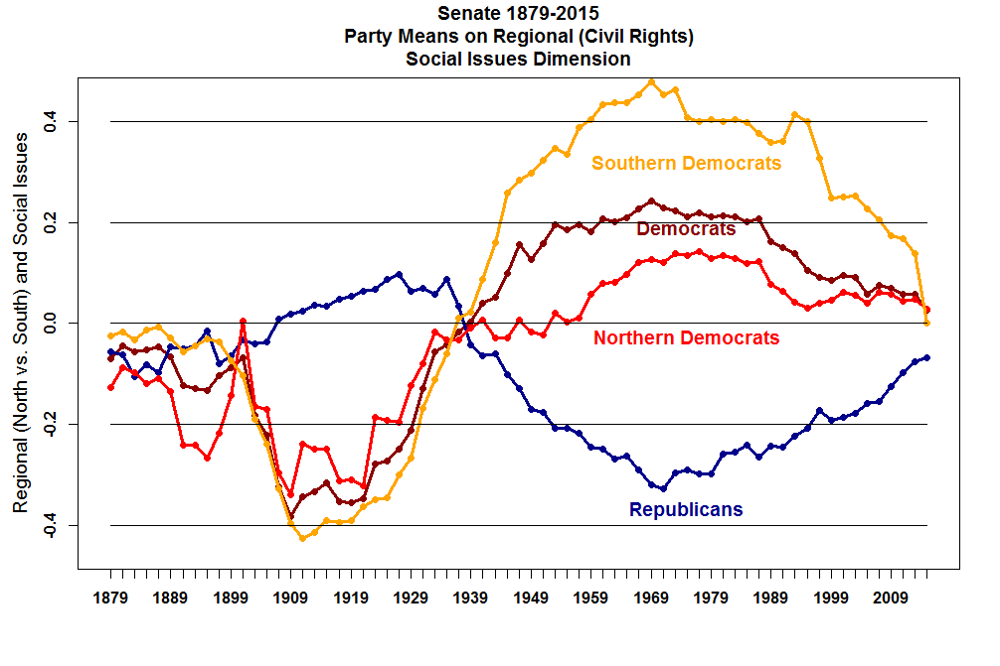 Senate 1879-2015
Party Means on Regional (Civil Rights)
Social Issues Dimension
Regional (North vs. South) and Social Issues
0.4
0.2
0.0
-0.2
-0.4
Southern Democrats
Democrats
Northern Democrats
Republicans
1879 1889 1899 1909 1919 1929 1939 1949 1959 1969 1979 1989 1999 2009